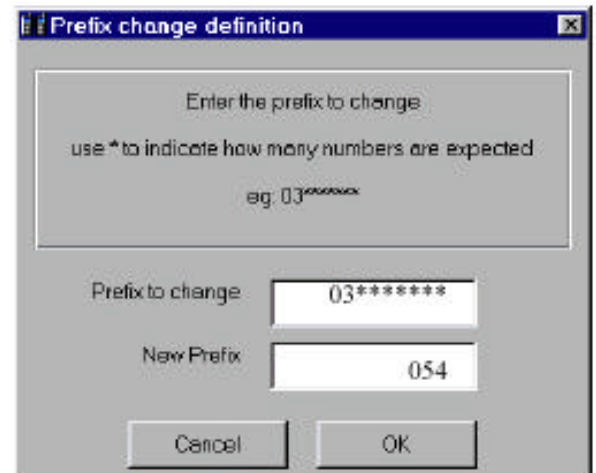 Prefix change definition
Enter the prefix to change
use * to indicate how many numbers are expected
eg: 03*******
Prefix to change 03*******
New Prefix 054
Cancel OK